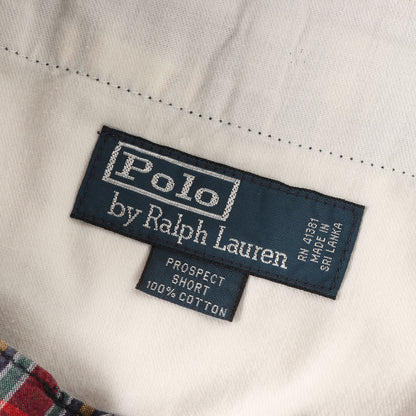 Polo
by Ralph Lauren
RN 41381
MADE IN
SRI LANKA
PROSPECT
SHORT
100% COTTON